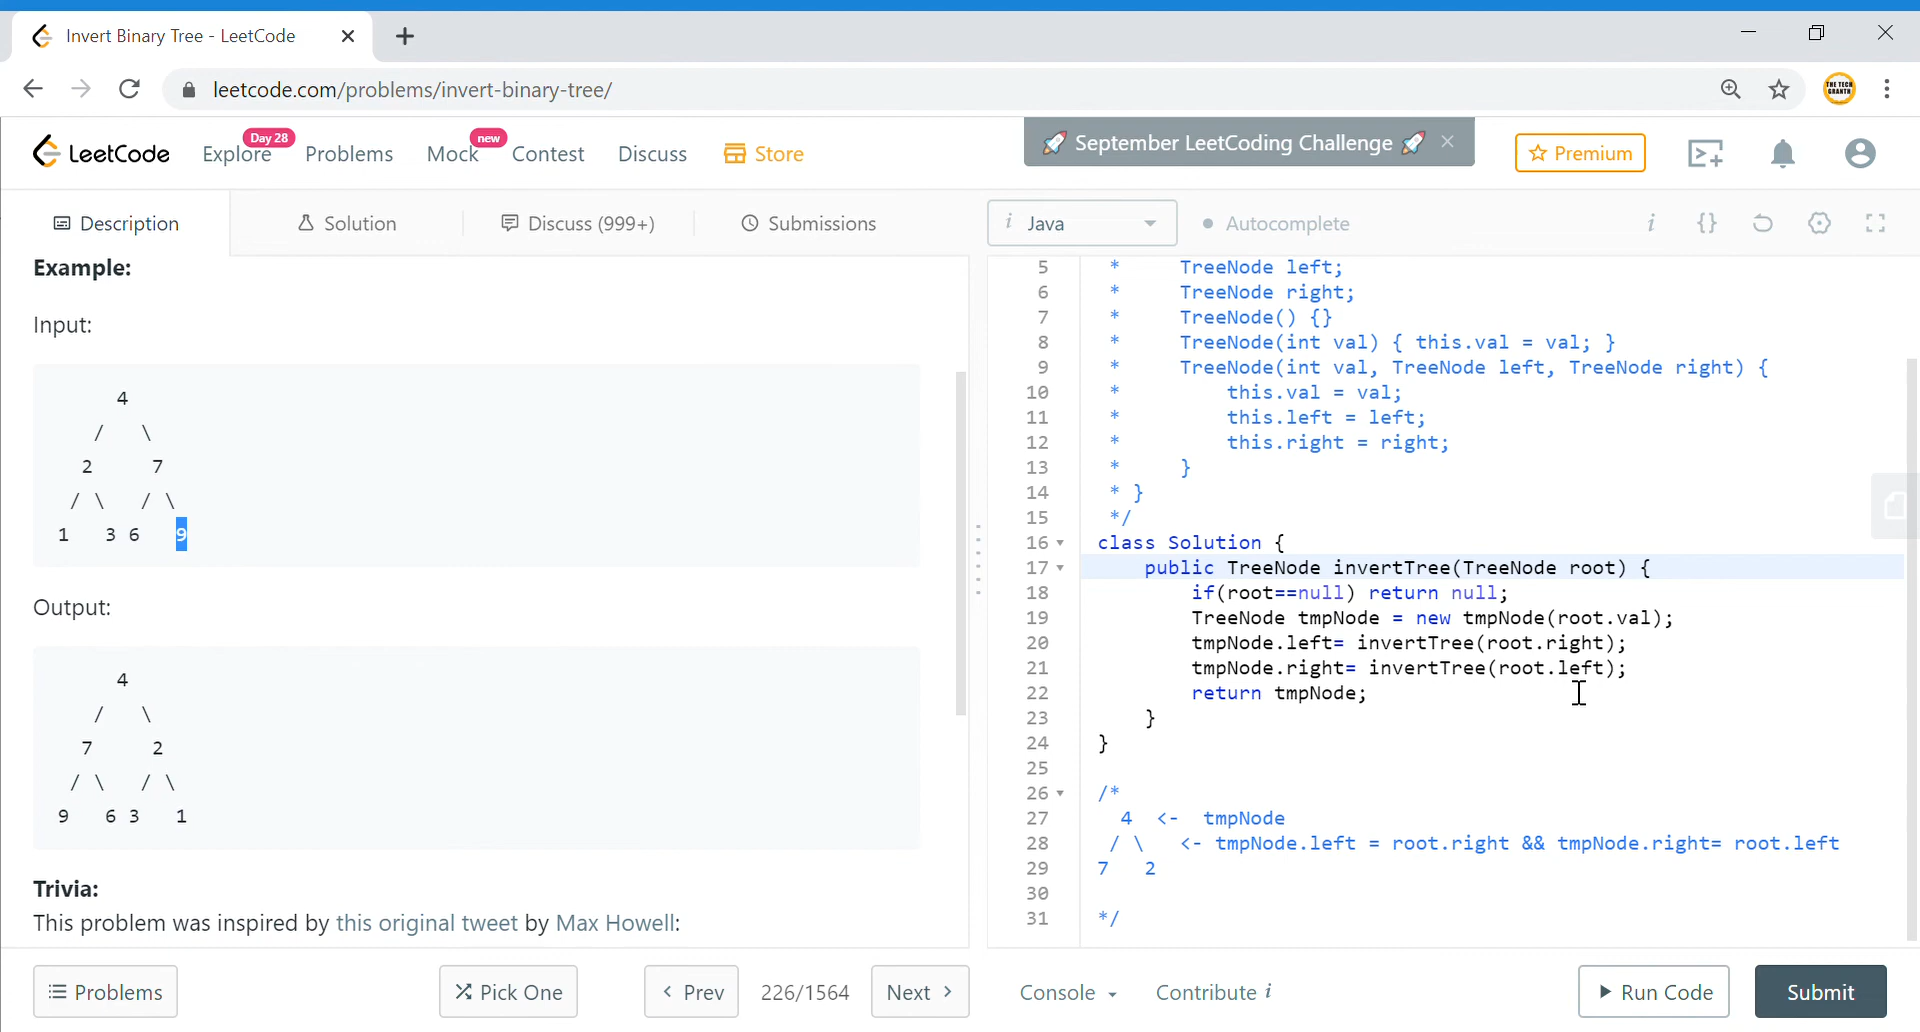 Invert Binary Tree - LeetCode
leetcode.com/problems/invert-binary-tree/
THE TECH GRANTH
LeetCode
Explore
Day 28
Problems
Mock
new
Contest
Discuss
Store
September LeetCoding Challenge
Premium
Description
Solution
Discuss (999+)
Submissions
i Java
Autocomplete
i {}
Example:
Input:
4
/ \
2 7
/ \ / \
1 3 6 9
Output:
4
/ \
7 2
/ \ / \
9 6 3 1
Trivia:
This problem was inspired by this original tweet by Max Howell:
5 * TreeNode left;
6 * TreeNode right;
7 * TreeNode() {}
8 * TreeNode(int val) { this.val = val; }
9 * TreeNode(int val, TreeNode left, TreeNode right) {
10 * this.val = val;
11 * this.left = left;
12 * this.right = right;
13 * }
14 * }
15 */
16 class Solution {
17 public TreeNode invertTree(TreeNode root) {
18 if(root==null) return null;
19 TreeNode tmpNode = new tmpNode(root.val);
20 tmpNode.left= invertTree(root.right);
21 tmpNode.right= invertTree(root.left);
22 return tmpNode;
23 }
24 }
25
26 /*
27 4 <- tmpNode
28 / \ <- tmpNode.left = root.right && tmpNode.right= root.left
29 7 2
30
31 */
Problems
Pick One
< Prev
226/1564
Next >
Console
Contribute i
Run Code
Submit